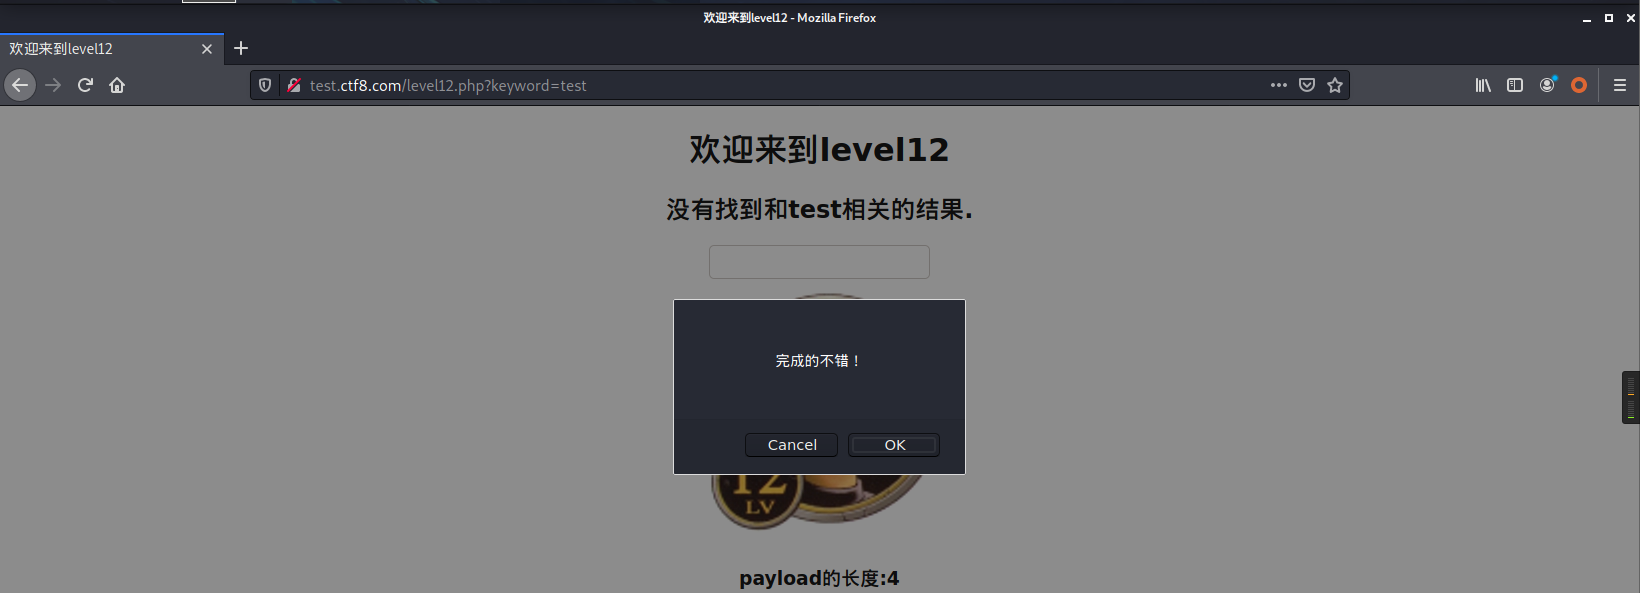 欢迎来到level12 - Mozilla Firefox
欢迎来到level12
test.ctf8.com/level12.php?keyword=test
欢迎来到level12
没有找到和test相关的结果.
完成的不错！
Cancel
OK
12
LV
payload的长度:4